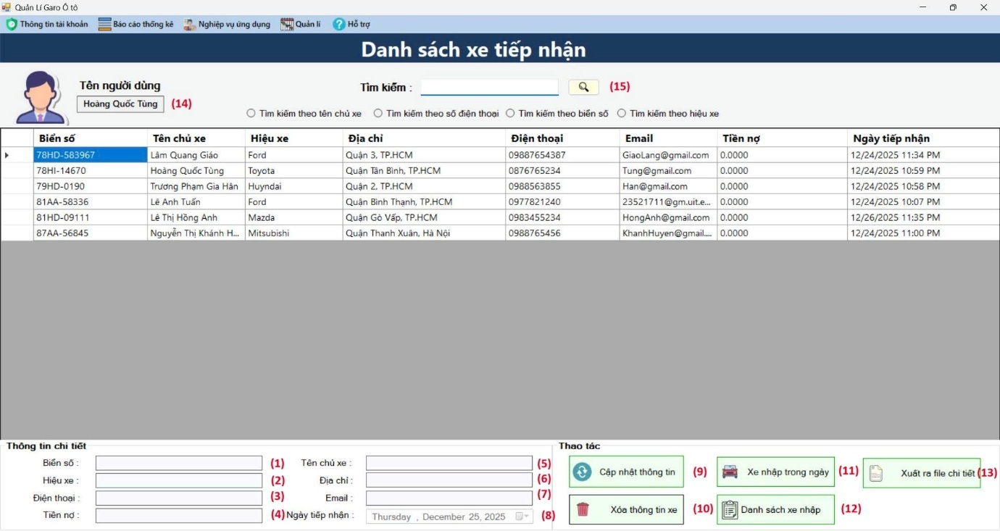 Quản Lí Garo Ô tô
Thông tin tài khoản Báo cáo thống kê Nghiệp vụ ứng dụng Quản lí Hỗ trợ
Danh sách xe tiếp nhận
Tên người dùng
Hoàng Quốc Tùng (14)
Tìm kiếm : (15)
Tìm kiếm theo tên chủ xe Tìm kiếm theo số điện thoại Tìm kiếm theo biển số Tìm kiếm theo hiệu xe
Biển số Tên chủ xe Hiệu xe Địa chỉ Điện thoại Email Tiền nợ Ngày tiếp nhận
78HD-583967 Lâm Quang Giáo Ford Quận 3, TP.HCM 09887654387 GiaoLang@gmail.com 0.0000 12/24/2025 11:34 PM
78HI-14670 Hoàng Quốc Tùng Toyota Quận Tân Bình, TP.HCM 0876765234 Tung@gmail.com 0.0000 12/24/2025 10:59 PM
79HD-0190 Trương Phạm Gia Hân Huyndai Quận 2, TP.HCM 0988563855 Han@gmail.com 0.0000 12/24/2025 10:58 PM
81AA-58336 Lê Anh Tuấn Ford Quận Bình Thạnh, TP.HCM 0977821240 23521711@gm.uit.e... 0.0000 12/24/2025 10:07 PM
81HD-09111 Lê Thị Hồng Anh Mazda Quận Gò Vấp, TP.HCM 0983455234 HongAnh@gmail.com 0.0000 12/26/2025 11:35 PM
87AA-56845 Nguyễn Thị Khánh H... Mitsubishi Quận Thanh Xuân, Hà Nội 0988765456 KhanhHuyen@gmail.... 0.0000 12/24/2025 11:00 PM
Thông tin chi tiết
Biển số : (1) Tên chủ xe : (5)
Hiệu xe : (2) Địa chỉ : (6)
Điện thoại : (3) Email : (7)
Tiền nợ : (4) Ngày tiếp nhận : Thursday , December 25, 2025 (8)
Thao tác
Cập nhật thông tin (9) Xe nhập trong ngày (11) Xuất ra file chi tiết (13)
Xóa thông tin xe (10) Danh sách xe nhập (12)